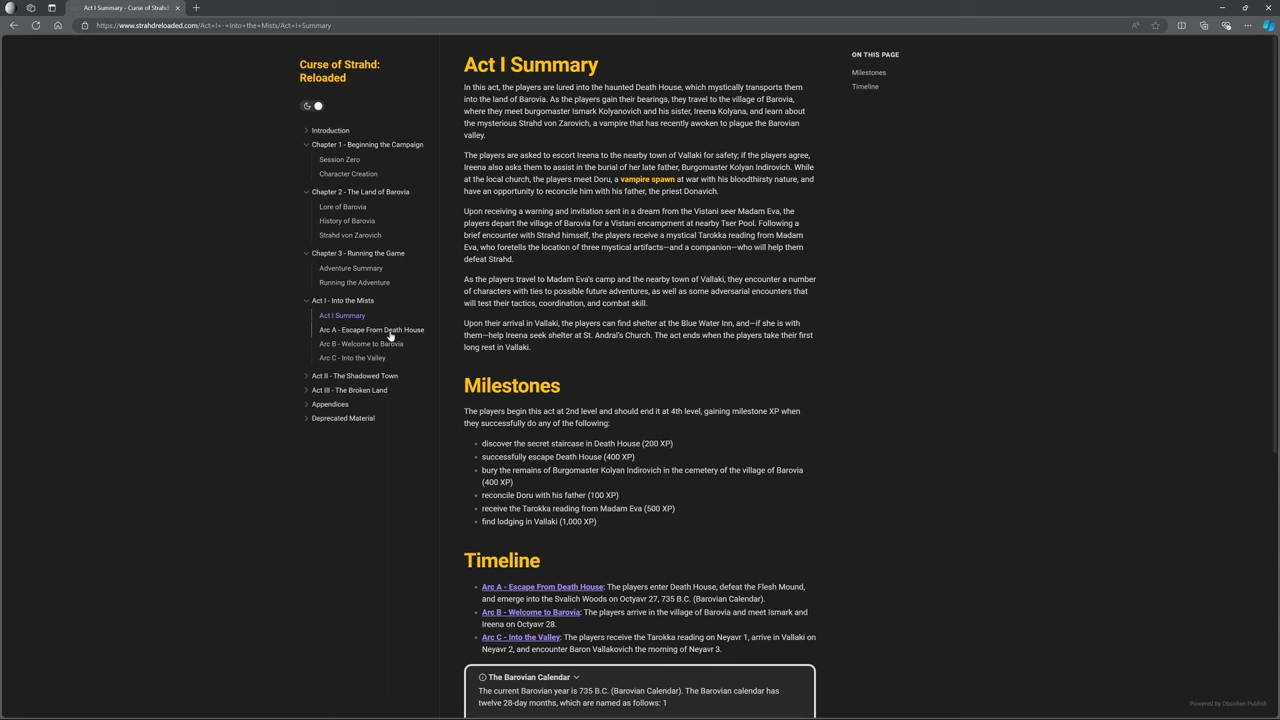 Act I Summary - Curse of Strahd
https://www.strahdreloaded.com/Act+I+-+Into+the+Mists/Act+I+Summary
Curse of Strahd:
Reloaded
Introduction
Chapter 1 - Beginning the Campaign
Session Zero
Character Creation
Chapter 2 - The Land of Barovia
Lore of Barovia
History of Barovia
Strahd von Zarovich
Chapter 3 - Running the Game
Adventure Summary
Running the Adventure
Act I - Into the Mists
Act I Summary
Arc A - Escape From Death House
Arc B - Welcome to Barovia
Arc C - Into the Valley
Act II - The Shadowed Town
Act III - The Broken Land
Appendices
Deprecated Material
Act I Summary
In this act, the players are lured into the haunted Death House, which mystically transports them
into the land of Barovia. As the players gain their bearings, they travel to the village of Barovia,
where they meet burgomaster Ismark Kolyanovich and his sister, Ireena Kolyana, and learn about
the mysterious Strahd von Zarovich, a vampire that has recently awoken to plague the Barovian
valley.
The players are asked to escort Ireena to the nearby town of Vallaki for safety; if the players agree,
Ireena also asks them to assist in the burial of her late father, Burgomaster Kolyan Indirovich. While
at the local church, the players meet Doru, a vampire spawn at war with his bloodthirsty nature, and
have an opportunity to reconcile him with his father, the priest Donavich.
Upon receiving a warning and invitation sent in a dream from the Vistani seer Madam Eva, the
players depart the village of Barovia for a Vistani encampment at nearby Tser Pool. Following a
brief encounter with Strahd himself, the players receive a mystical Tarokka reading from Madam
Eva, who foretells the location of three mystical artifacts—and a companion—who will help them
defeat Strahd.
As the players travel to Madam Eva's camp and the nearby town of Vallaki, they encounter a number
of characters with ties to possible future adventures, as well as some adversarial encounters that
will test their tactics, coordination, and combat skill.
Upon their arrival in Vallaki, the players can find shelter at the Blue Water Inn, and—if she is with
them—help Ireena seek shelter at St. Andral's Church. The act ends when the players take their first
long rest in Vallaki.
Milestones
The players begin this act at 2nd level and should end it at 4th level, gaining milestone XP when
they successfully do any of the following:
discover the secret staircase in Death House (200 XP)
successfully escape Death House (400 XP)
bury the remains of Burgomaster Kolyan Indirovich in the cemetery of the village of Barovia
(400 XP)
reconcile Doru with his father (100 XP)
receive the Tarokka reading from Madam Eva (500 XP)
find lodging in Vallaki (1,000 XP)
Timeline
Arc A - Escape From Death House: The players enter Death House, defeat the Flesh Mound,
and emerge into the Svalich Woods on Octyavr 27, 735 B.C. (Barovian Calendar).
Arc B - Welcome to Barovia: The players arrive in the village of Barovia and meet Ismark and
Ireena on Octyavr 28.
Arc C - Into the Valley: The players receive the Tarokka reading on Neyavr 1, arrive in Vallaki on
Neyavr 2, and encounter Baron Vallakovich the morning of Neyavr 3.
The Barovian Calendar
The current Barovian year is 735 B.C. (Barovian Calendar). The Barovian calendar has
twelve 28-day months, which are named as follows: 1
ON THIS PAGE
Milestones
Timeline
Powered by Obsidian Publish